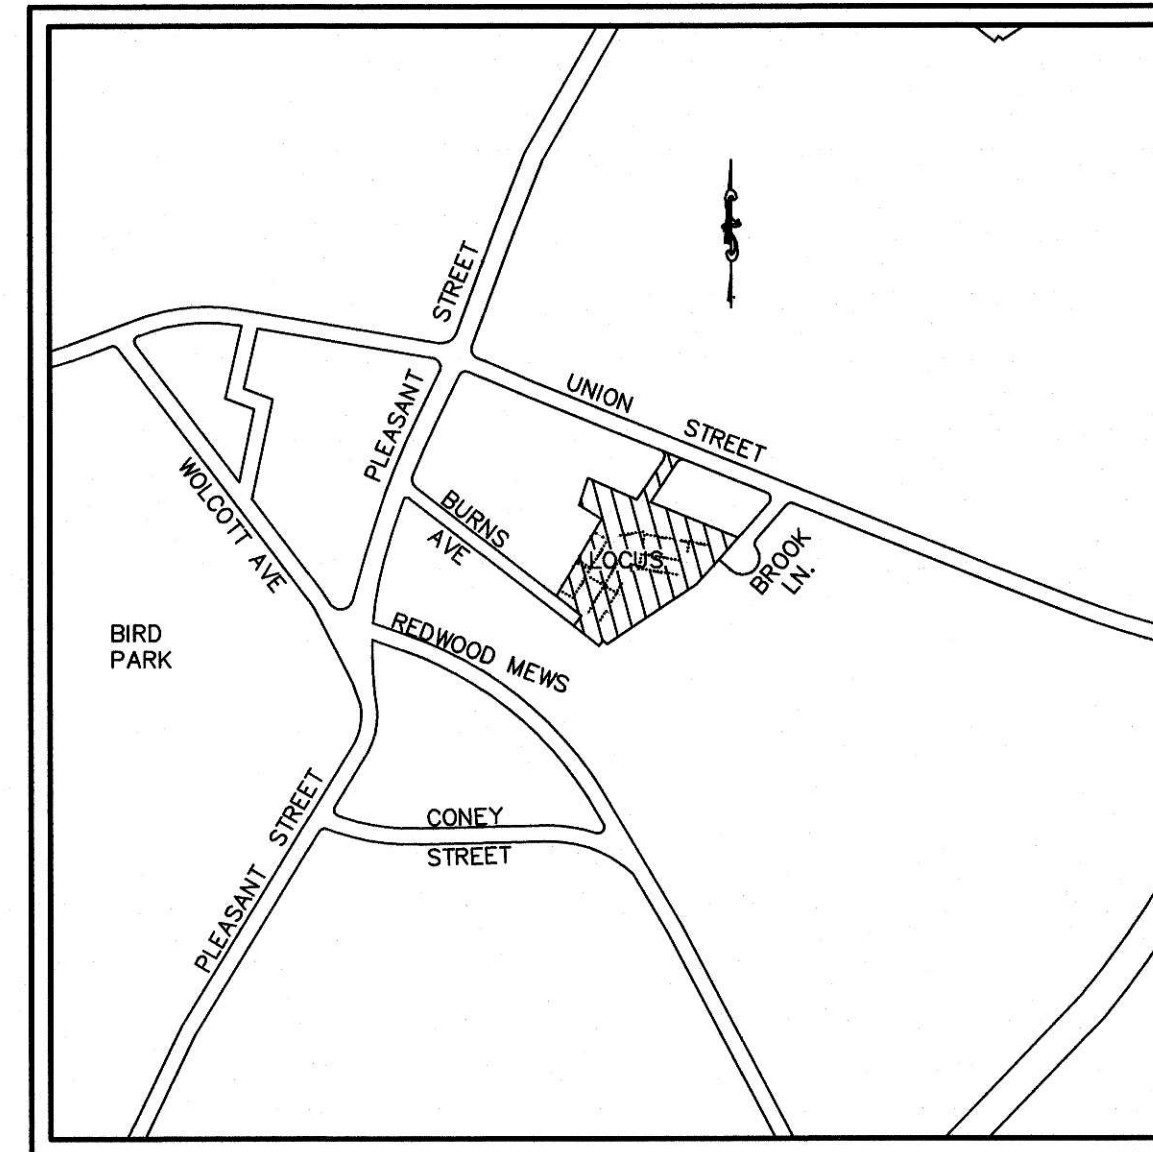 STREET
PLEASANT
UNION
STREET
WOLCOTT AVE
BURNS
AVE
LOCUS
BROOK
LN.
BIRD
PARK
REDWOOD MEWS
PLEASANT STREET
CONEY
STREET